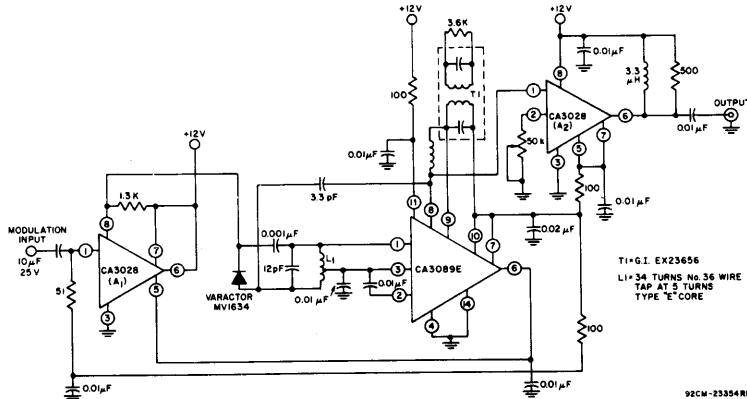 +12V
+12V
3.6K
0.01µF
8
3.3
µH
500
100
T1
1
CA3028
(A2)
6
OUTPUT
2
7
0.01µF
50k
5
3
+12V
0.01µF
100
0.01µF
3.3 pF
1.3K
11
8
9
8
7
0.001µF
10
7
0.02µF
MODULATION
INPUT
10µF
25 V
1
CA3028
(A1)
6
12pF
L1
1
3
CA3089E
6
T1=G.I. EX23656
L1=34 TURNS No.36 WIRE
TAP AT 5 TURNS
TYPE "E" CORE
51
5
3
VARACTOR
MV1634
0.01µF
0.01µF
2
4
14
100
0.01µF
0.01µF
92CM-23354R1